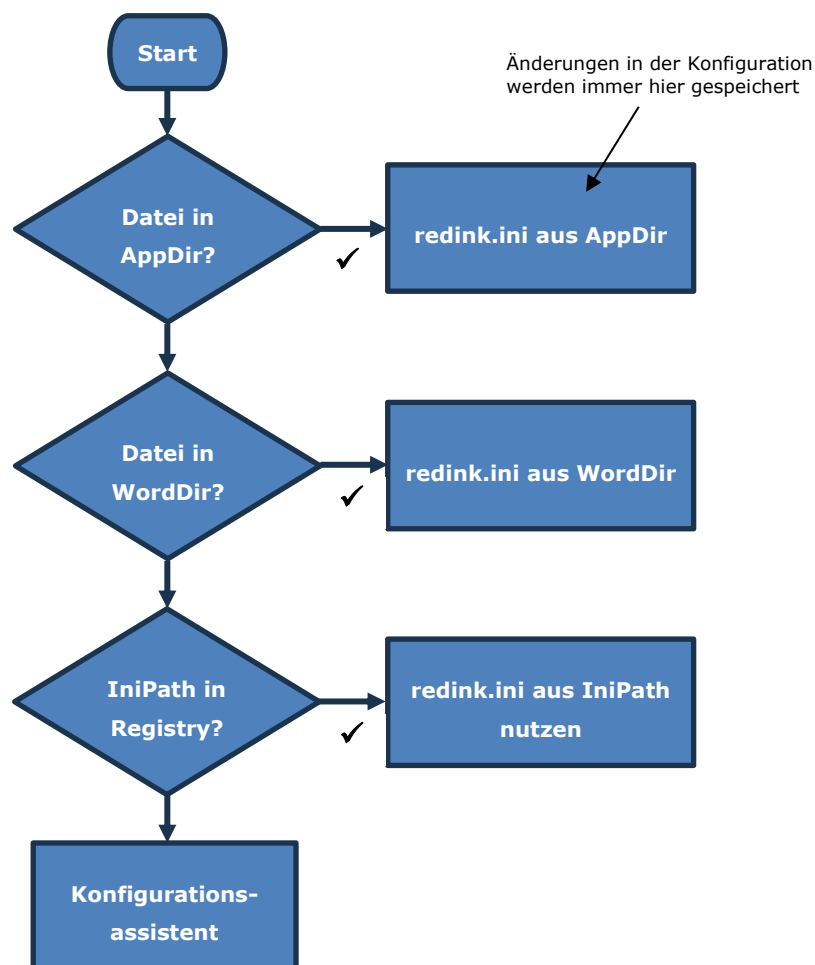 Start
Änderungen in der Konfiguration
werden immer hier gespeichert
Datei in
AppDir?
redink.ini aus AppDir
✓
Datei in
WordDir?
redink.ini aus WordDir
✓
IniPath in
Registry?
redink.ini aus IniPath
nutzen
✓
Konfigurations-
assistent